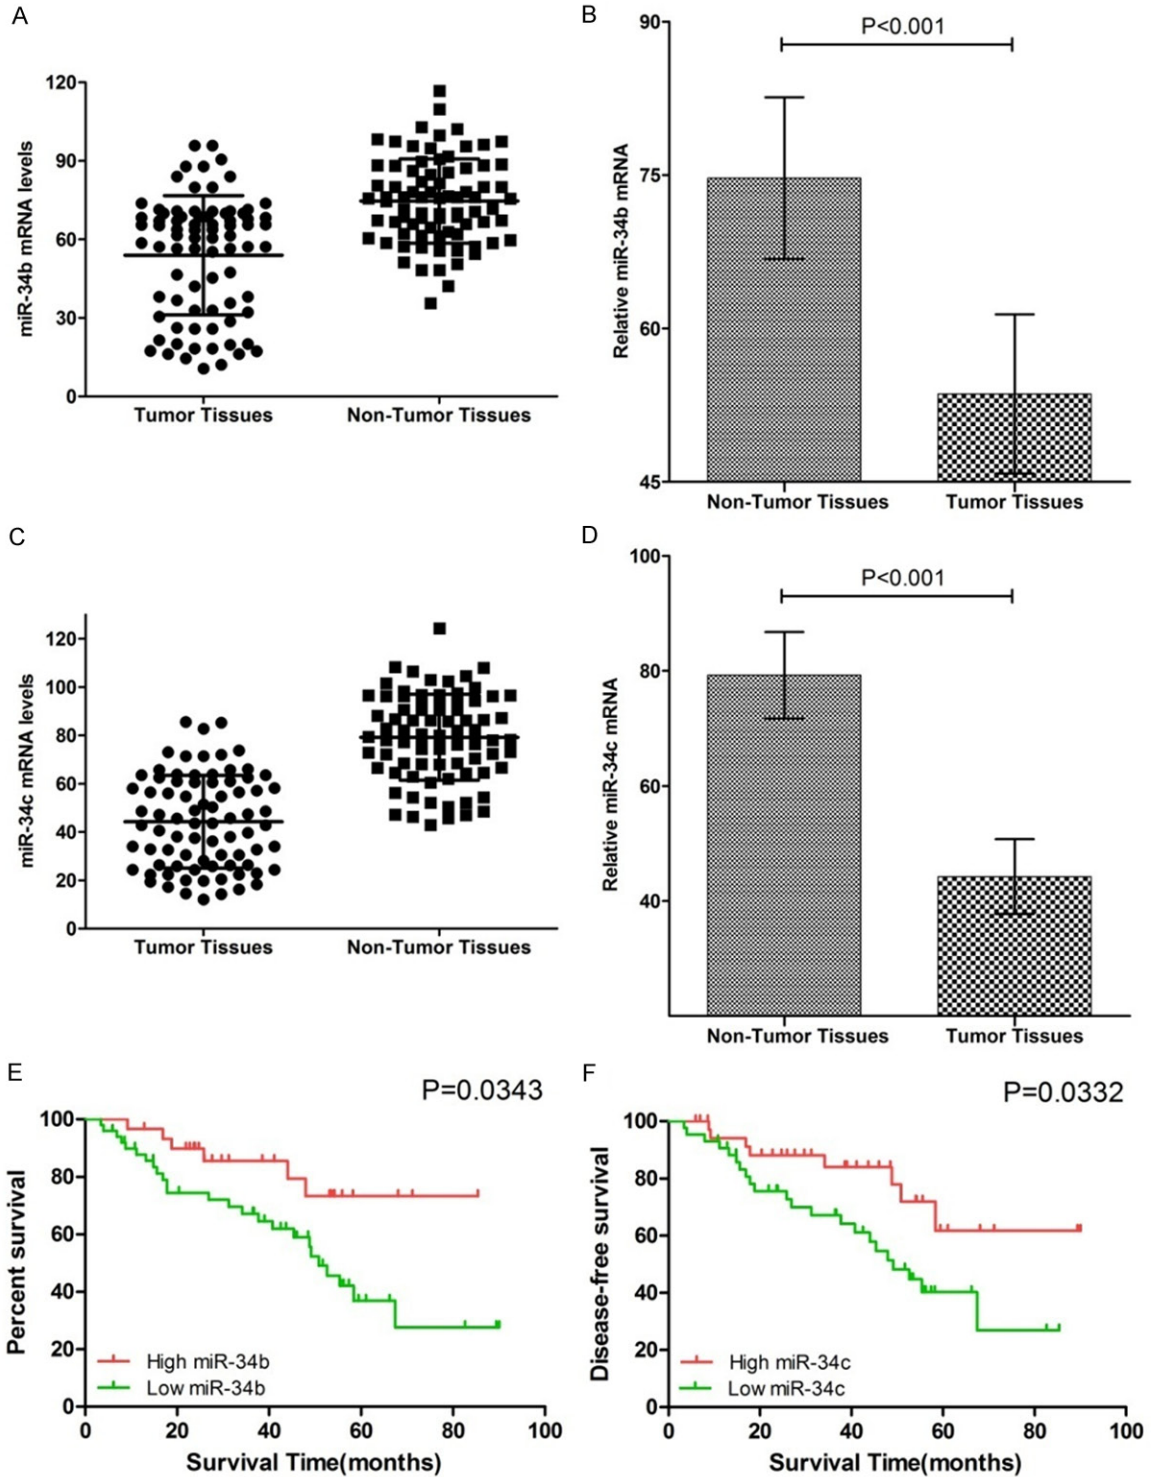 A
miR-34b mRNA levels
120
90
60
30
0
Tumor Tissues
Non-Tumor Tissues
B
Relative miR-34b mRNA
90
75
60
45
P<0.001
Non-Tumor Tissues
Tumor Tissues
C
miR-34c mRNA levels
120
100
80
60
40
20
0
Tumor Tissues
Non-Tumor Tissues
D
Relative miR-34c mRNA
100
80
60
40
P<0.001
Non-Tumor Tissues
Tumor Tissues
E
P=0.0343
Percent survival
100
80
60
40
20
0
High miR-34b
Low miR-34b
0 20 40 60 80 100
Survival Time(months)
F
P=0.0332
Disease-free survival
100
80
60
40
20
0
High miR-34c
Low miR-34c
0 20 40 60 80 100
Survival Time(months)